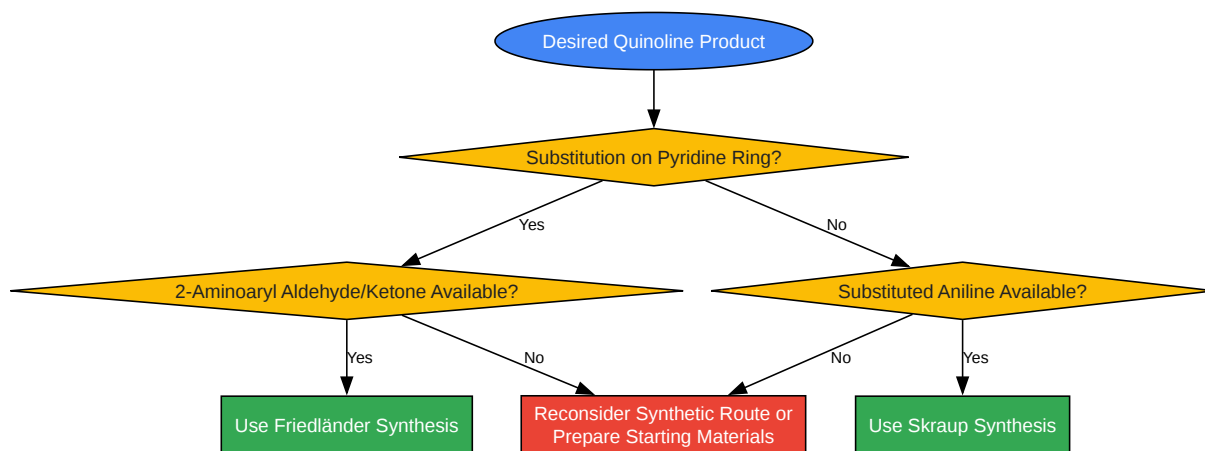 Desired Quinoline Product
Substitution on Pyridine Ring?
Yes
No
2-Aminoaryl Aldehyde/Ketone Available?
Substituted Aniline Available?
Yes
No
No
Yes
Use Friedländer Synthesis
Reconsider Synthetic Route or
Prepare Starting Materials
Use Skraup Synthesis